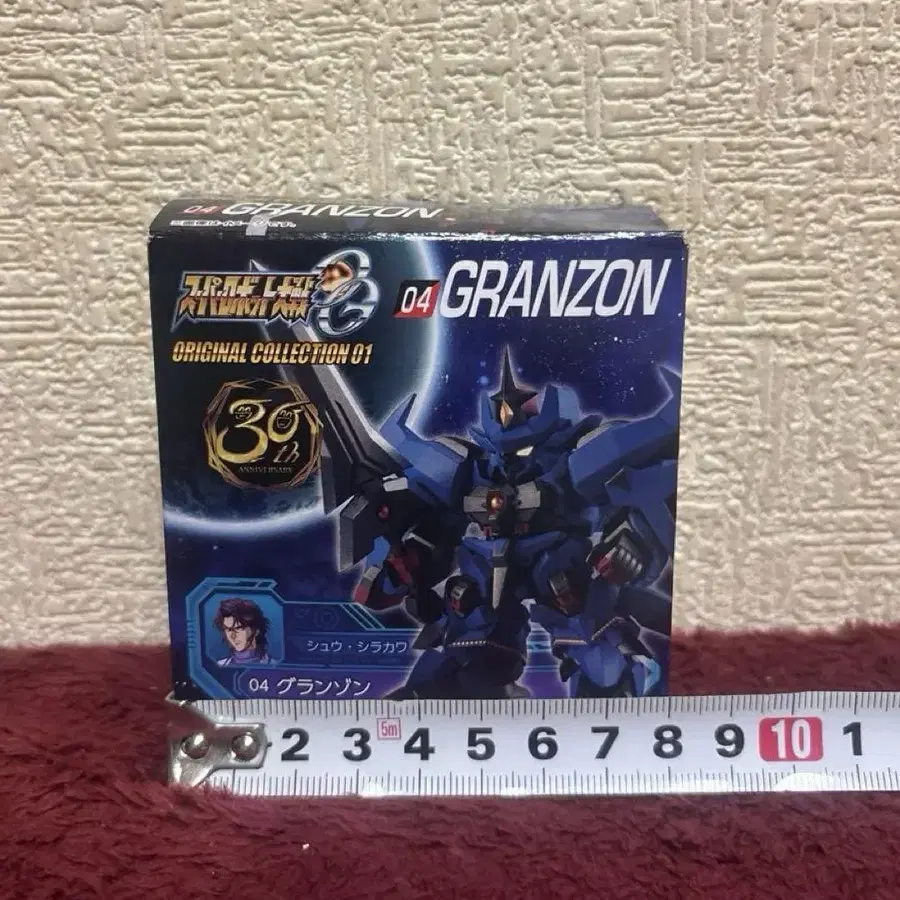 04 GRANZON
スーパーロボット大戦OG
04 GRANZON
ORIGINAL COLLECTION 01
30th
ANNIVERSARY
シュウ・シラカワ
04 グランゾン
2 3 5m 4 5 6 7 8 9 10 1